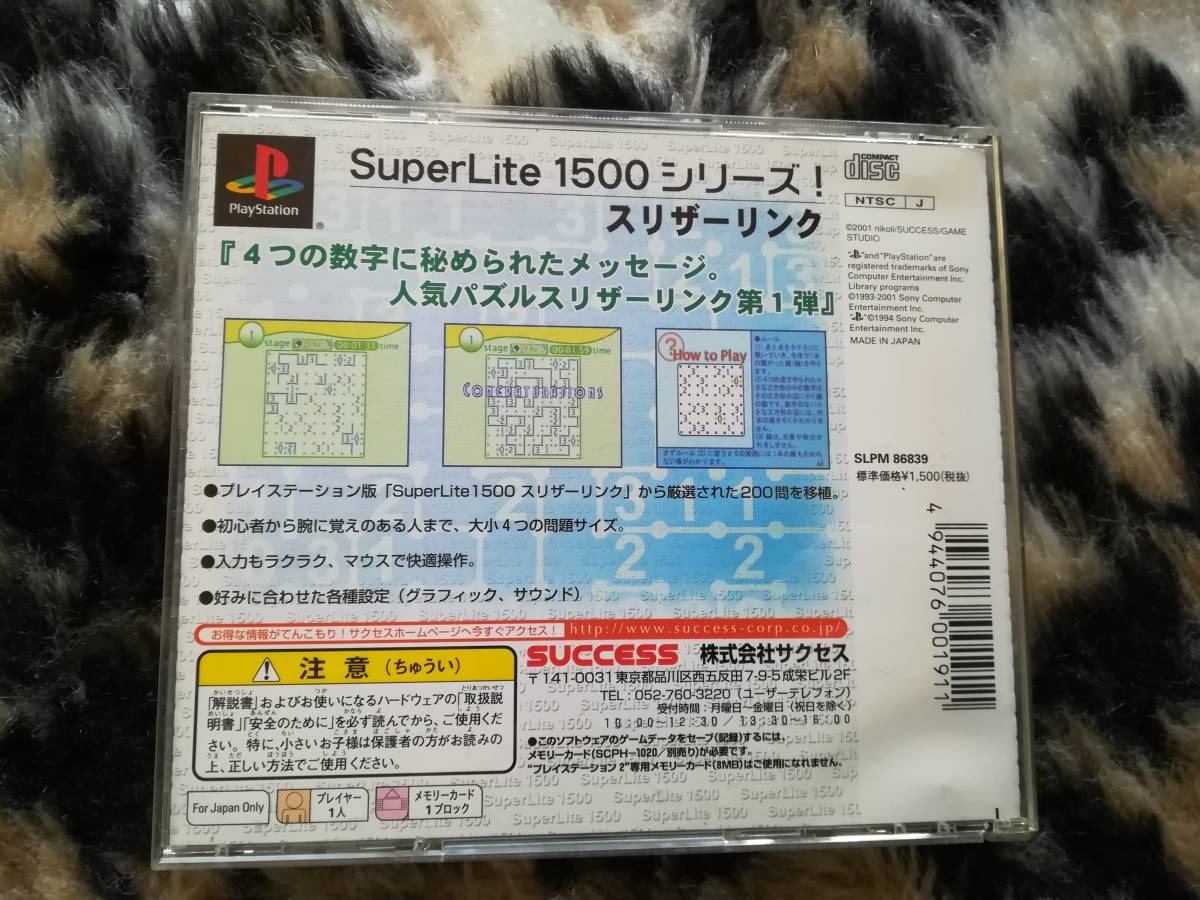 PlayStation
®
SuperLite 1500 シリーズ!
スリザーリンク
『4つの数字に秘められたメッセージ。
人気パズルスリザーリンク第1弾』
COMPACT
disc
NTSC J
©2001 nikoli/SUCCESS/GAME
STUDIO
"and "PlayStation" are
registered trademarks of Sony
Computer Entertainment Inc.
Library programs
©1993-2001 Sony Computer
Entertainment Inc.
"©1994 Sony Computer
Entertainment Inc.
MADE IN JAPAN
1 stage 00:01:31 time
1 stage 00:01:59 time
CONGRATULATIONS
? How to Play
●ルール
SLPM 86839
標準価格¥1,500(税抜)
●プレイステーション版「SuperLite1500 スリザーリンク」から厳選された200問を移植。
●初心者から腕に覚えのある人まで、大小4つの問題サイズ。
●入力もラクラク、マウスで快適操作。
●好みに合わせた各種設定(グラフィック、サウンド)
4 944076 001911
お得な情報がてんこもり!サクセスホームページへ今すぐアクセス! http://www.success-corp.co.jp/
SUCCESS 株式会社サクセス
〒141-0031東京都品川区西五反田7-9-5成栄ビル2F
TEL:052-760-3220(ユーザーテレフォン)
受付時間:月曜日~金曜日(祝日を除く)
10:00~12:30 / 13:30~16:00
●このソフトウェアのゲームデータをセーブ(記録)するには、
メモリーカード(SCPH-1020/別売り)が必要です。
"プレイステーション 2"専用メモリーカード(8MB)はご使用になれません。
注意(ちゅうい)
「解説書」およびお使いになるハードウェアの「取扱説
明書」「安全のために」を必ず読んでから、ご使用くだ
さい。特に、小さいお子様は保護者の方がお読みの
上、正しい方法でご使用ください。
For Japan Only
プレイヤー
1人
メモリーカード
1ブロック